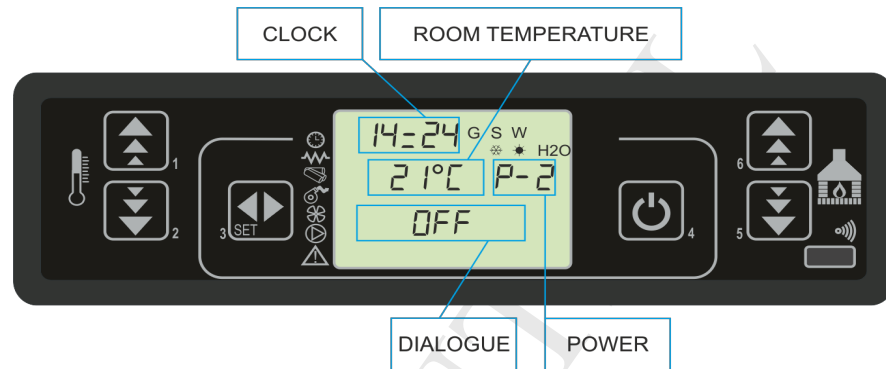 CLOCK
ROOM TEMPERATURE
14=24 G S W
H2O
21°C P-2
OFF
1
2
3
SET
4
6
5
DIALOGUE
POWER